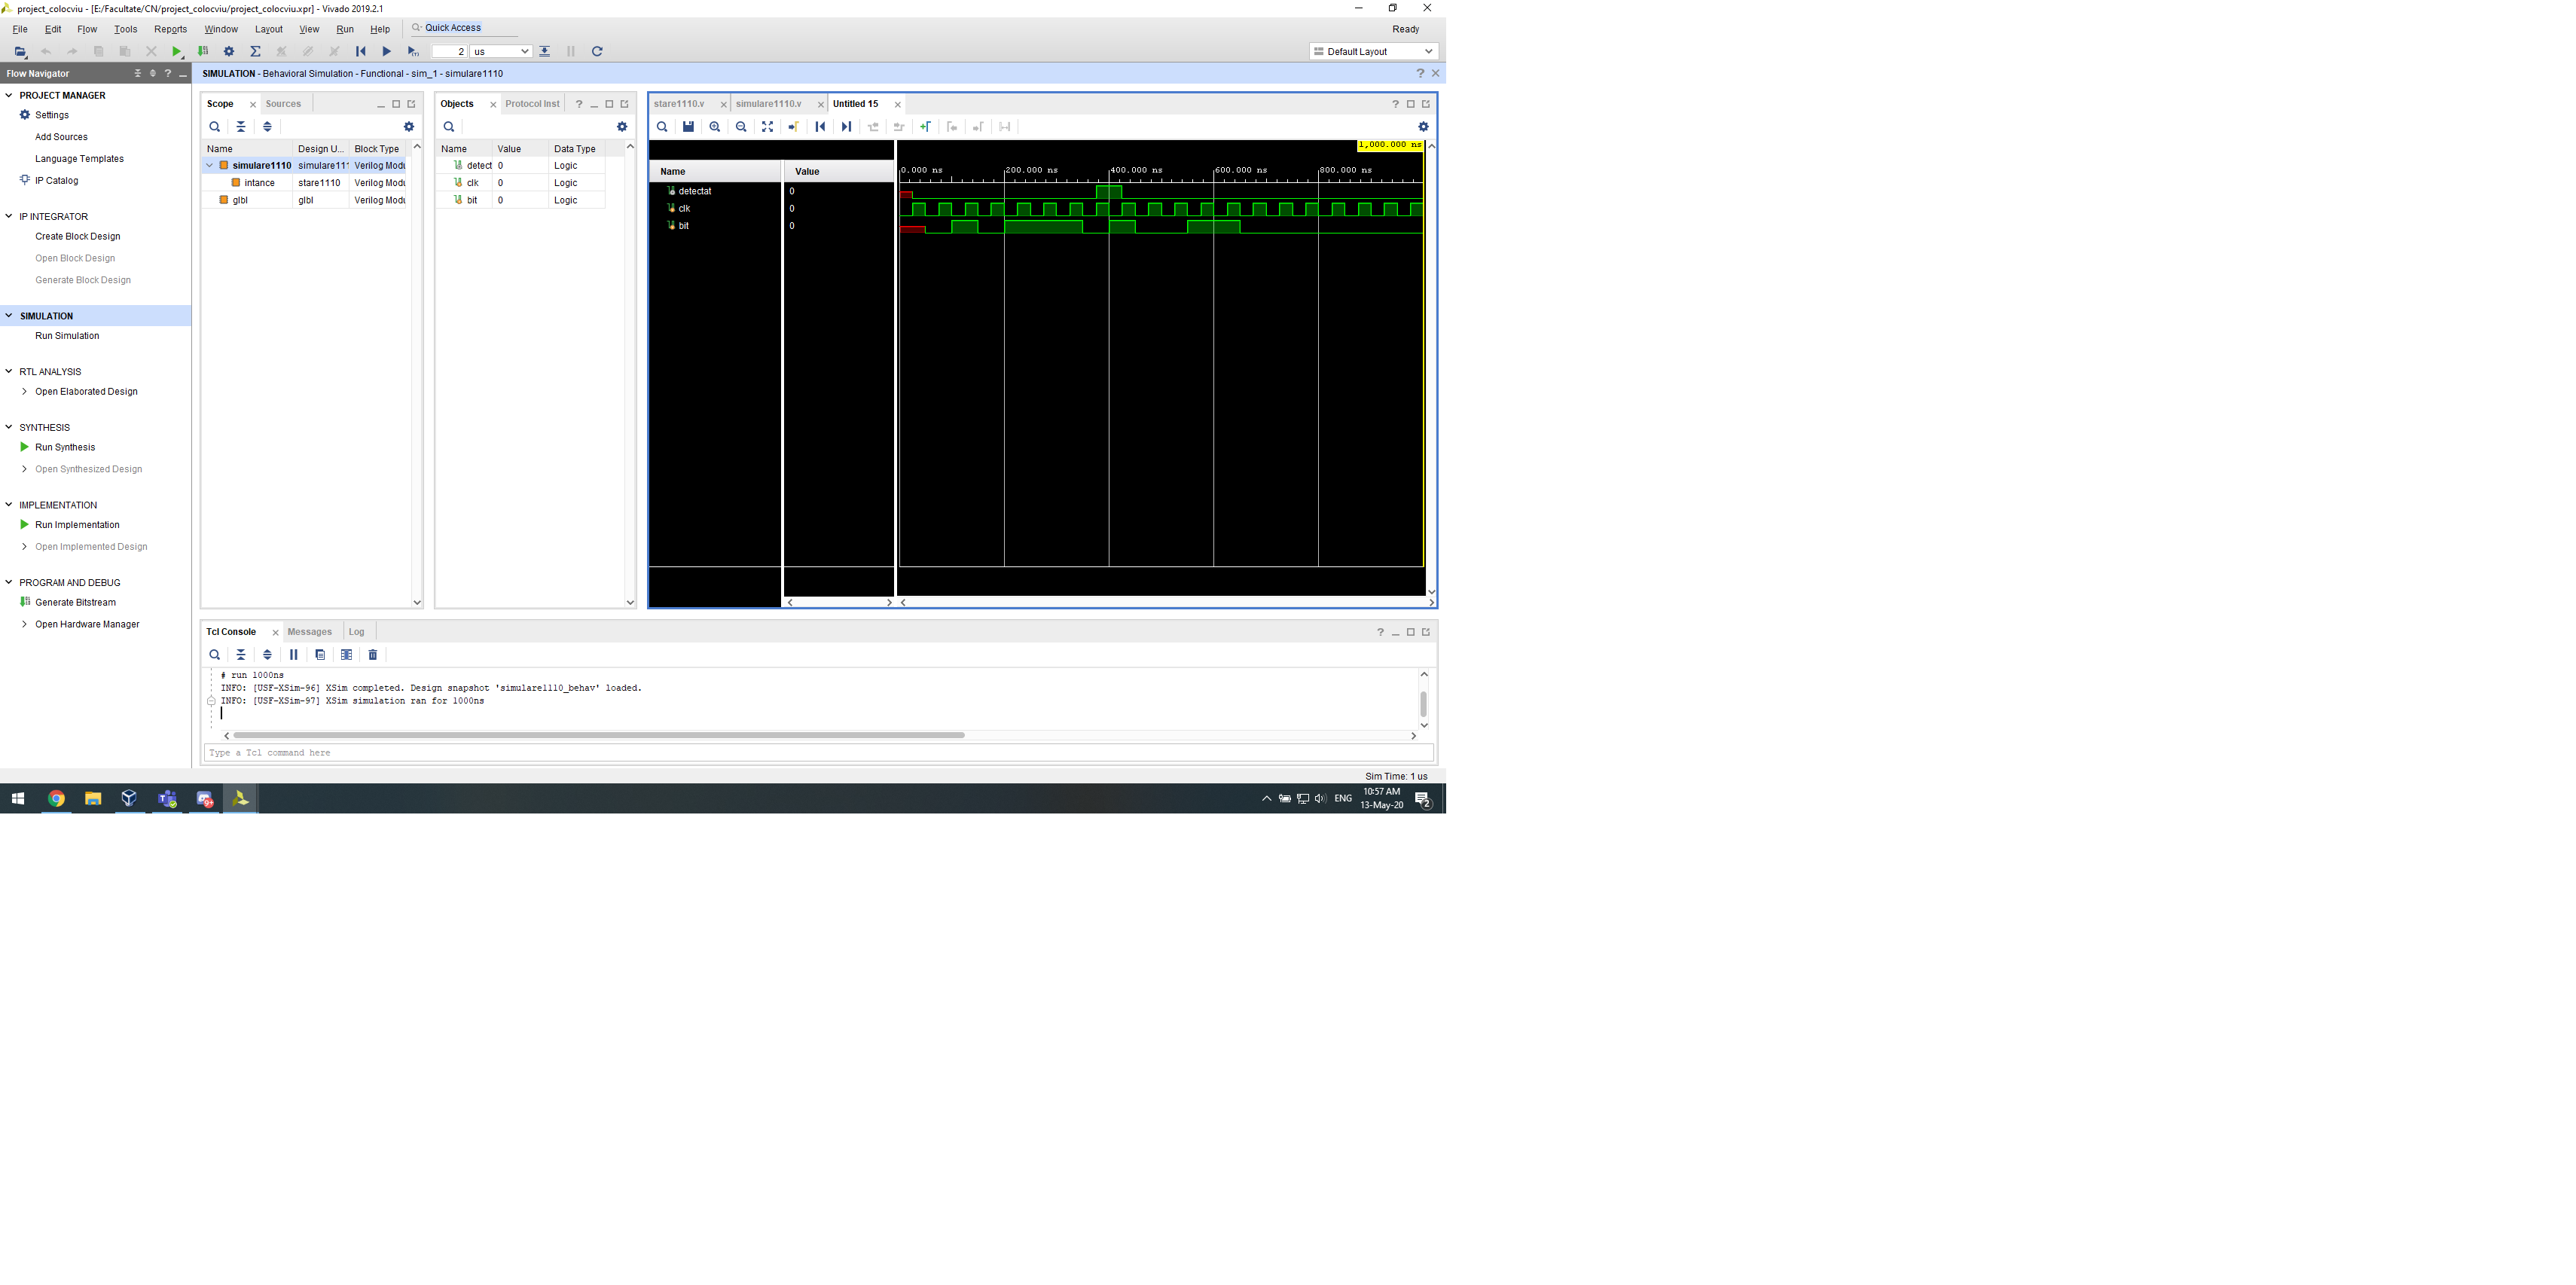 project_colocviu - [E:/Facultate/CN/project_colocviu/project_colocviu.xpr] - Vivado 2019.2.1
File Edit Flow Tools Reports Window Layout View Run Help Quick Access
Ready
2 us
Default Layout
Flow Navigator
SIMULATION - Behavioral Simulation - Functional - sim_1 - simulare1110
PROJECT MANAGER
Settings
Add Sources
Language Templates
IP Catalog
IP INTEGRATOR
Create Block Design
Open Block Design
Generate Block Design
SIMULATION
Run Simulation
RTL ANALYSIS
Open Elaborated Design
SYNTHESIS
Run Synthesis
Open Synthesized Design
IMPLEMENTATION
Run Implementation
Open Implemented Design
PROGRAM AND DEBUG
Generate Bitstream
Open Hardware Manager
Scope Sources
Name Design U... Block Type
simulare1110 simulare111 Verilog Modu
intance stare1110 Verilog Modu
glbl glbl Verilog Modu
Objects Protocol Inst
Name Value Data Type
detect 0 Logic
clk 0 Logic
bit 0 Logic
stare1110.v simulare1110.v Untitled 15
1,000.000 ns
Name Value
0.000 ns 200.000 ns 400.000 ns 600.000 ns 800.000 ns
detectat 0
clk 0
bit 0
Tcl Console Messages Log
# run 1000ns
INFO: [USF-XSim-96] XSim completed. Design snapshot 'simulare1110_behav' loaded.
INFO: [USF-XSim-97] XSim simulation ran for 1000ns
Type a Tcl command here
Sim Time: 1 us
9+
ENG
10:57 AM
13-May-20
2